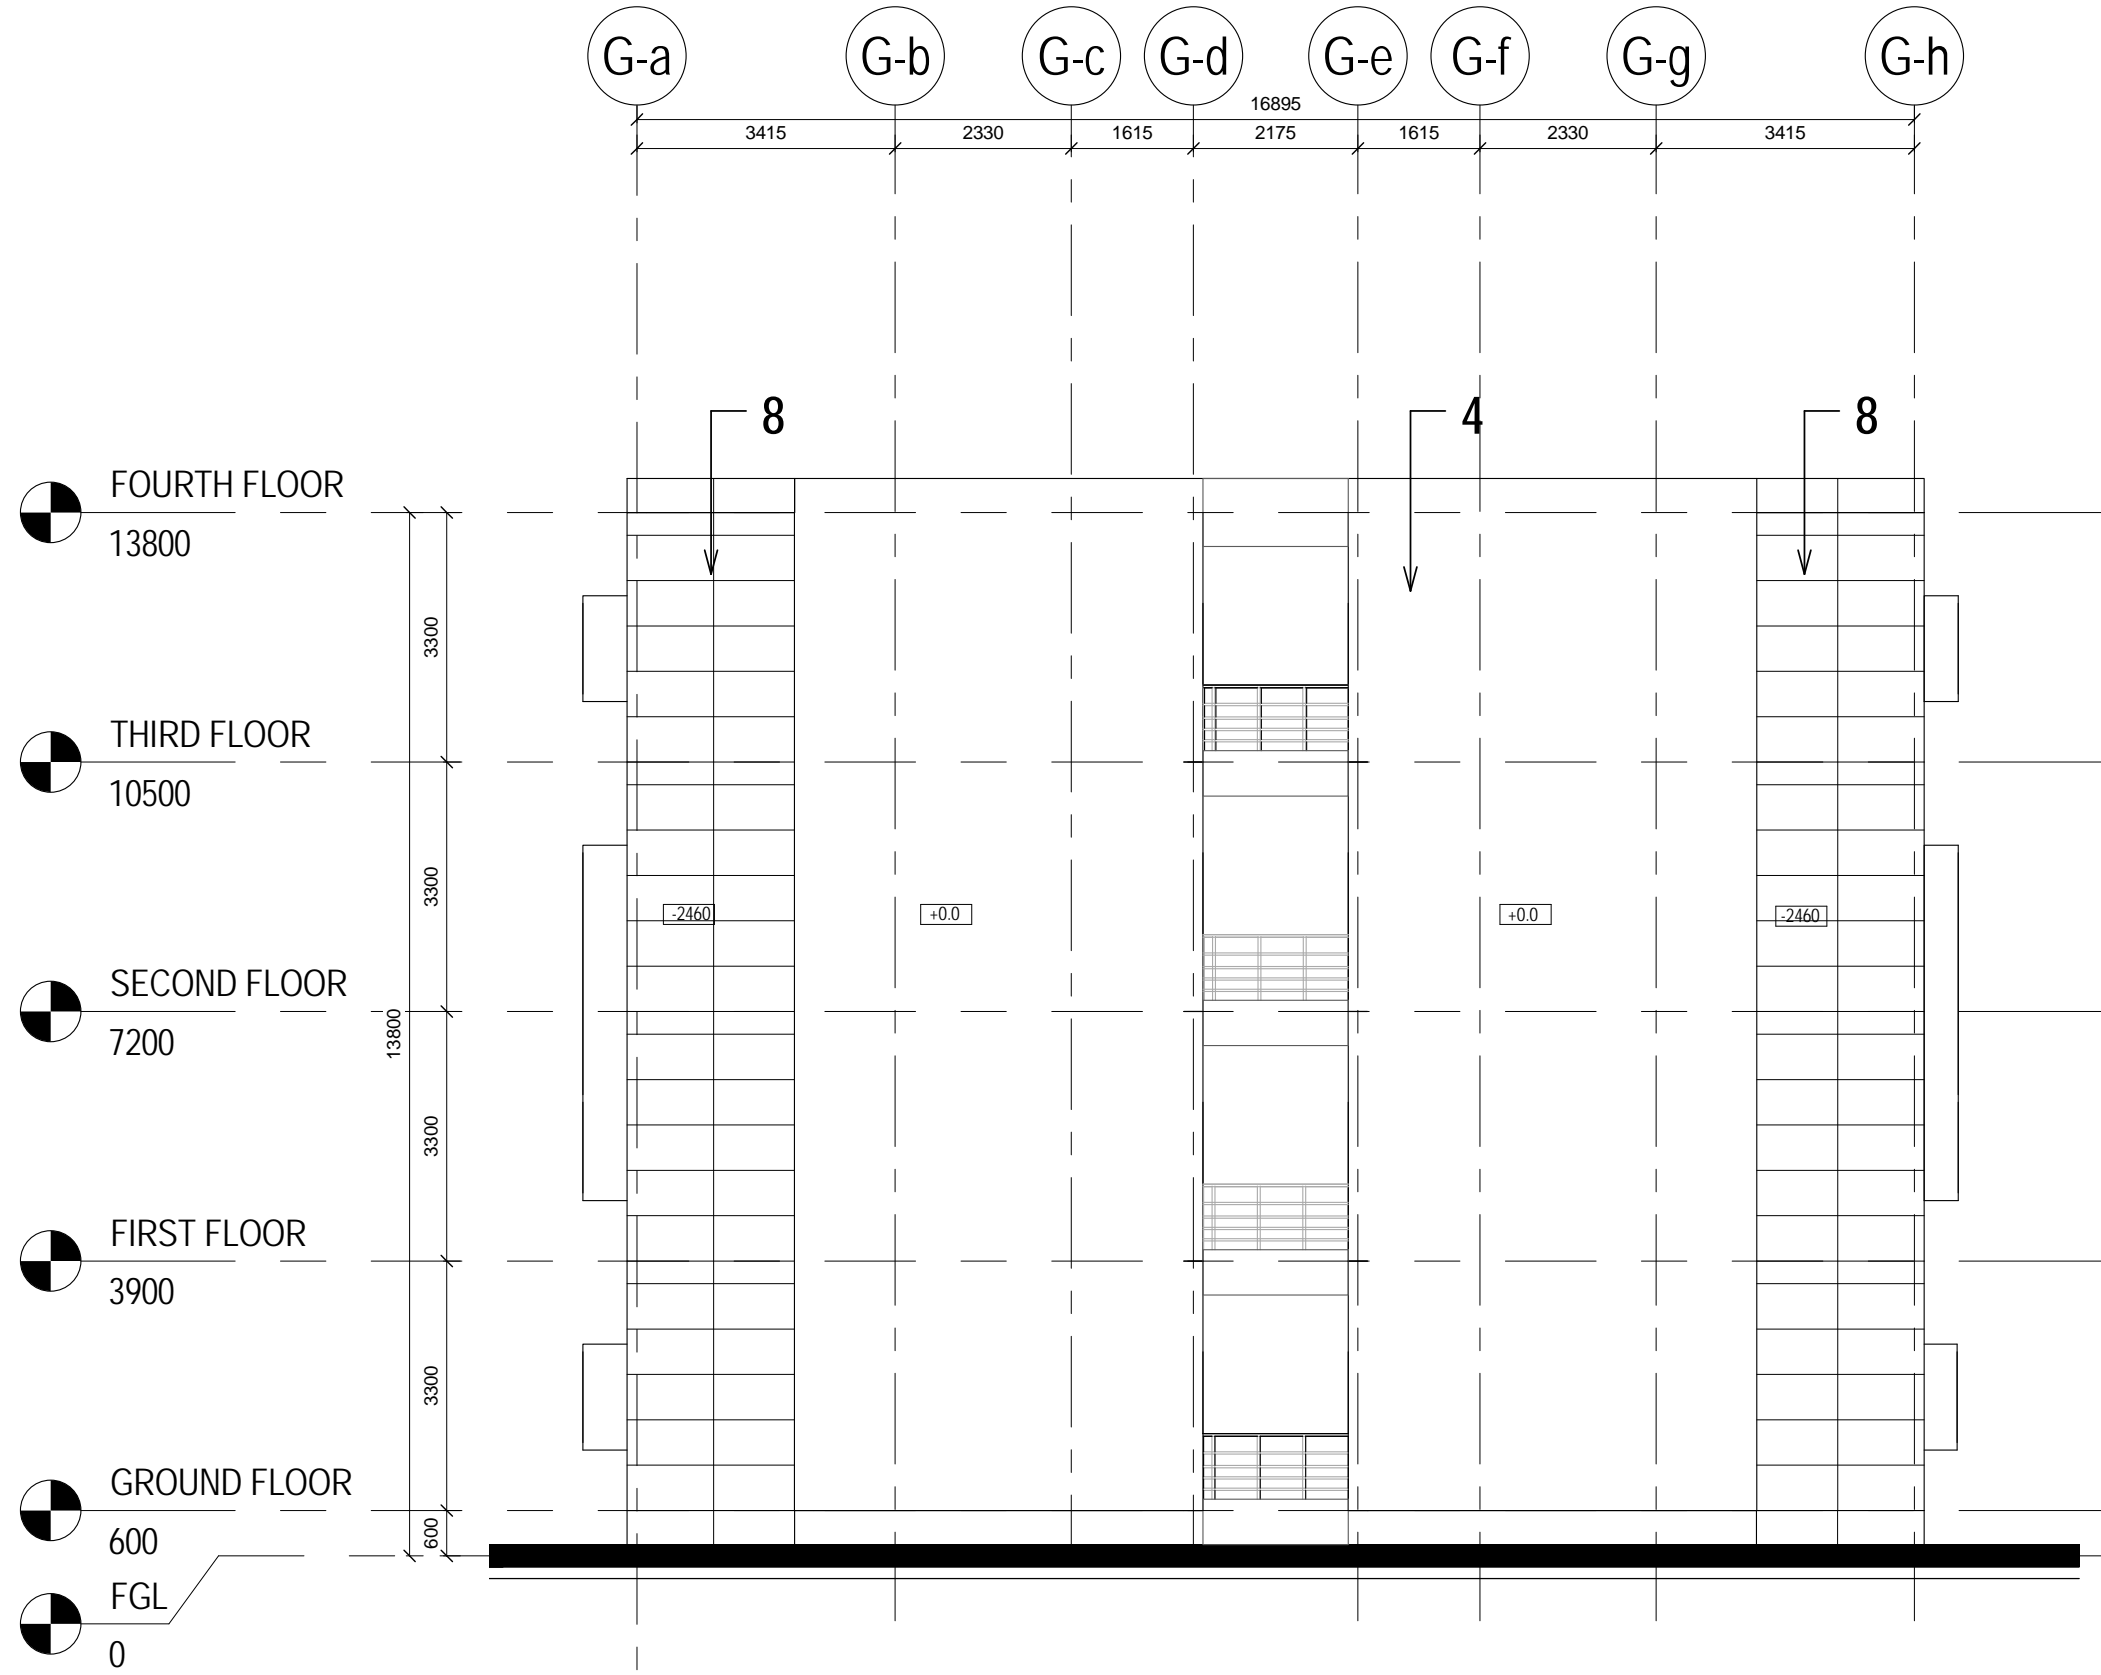 G-a G-b G-c G-d G-e G-f G-g G-h
16895
3415 2330 1615 2175 1615 2330 3415
8 4 8
FOURTH FLOOR
13800
3300
THIRD FLOOR
10500
3300
-2460 +0.0 +0.0 -2460
SECOND FLOOR
7200
13800
3300
FIRST FLOOR
3900
3300
GROUND FLOOR
600
600
FGL
0